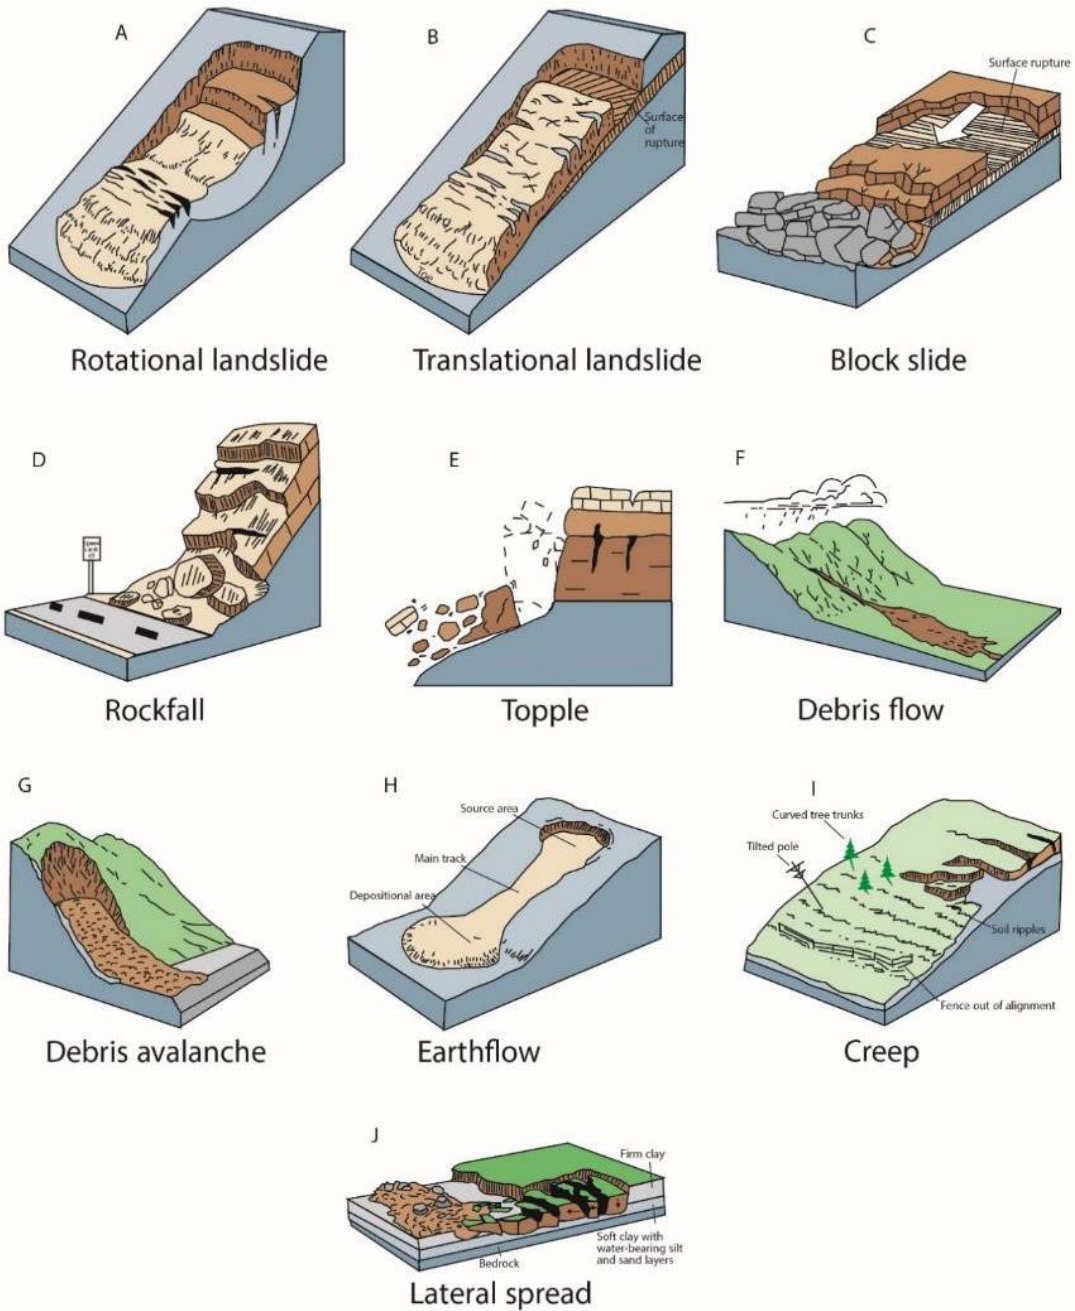 A
B
C
Surface rupture
Surface
of
rupture
Toe
Rotational landslide
Translational landslide
Block slide
D
E
F
Rockfall
Topple
Debris flow
G
H
I
Source area
Main track
Depositional area
Curved tree trunks
Tilted pole
Soil ripples
Fence out of alignment
Debris avalanche
Earthflow
Creep
J
Firm clay
Soft clay with
water-bearing silt
and sand layers
Bedrock
Lateral spread